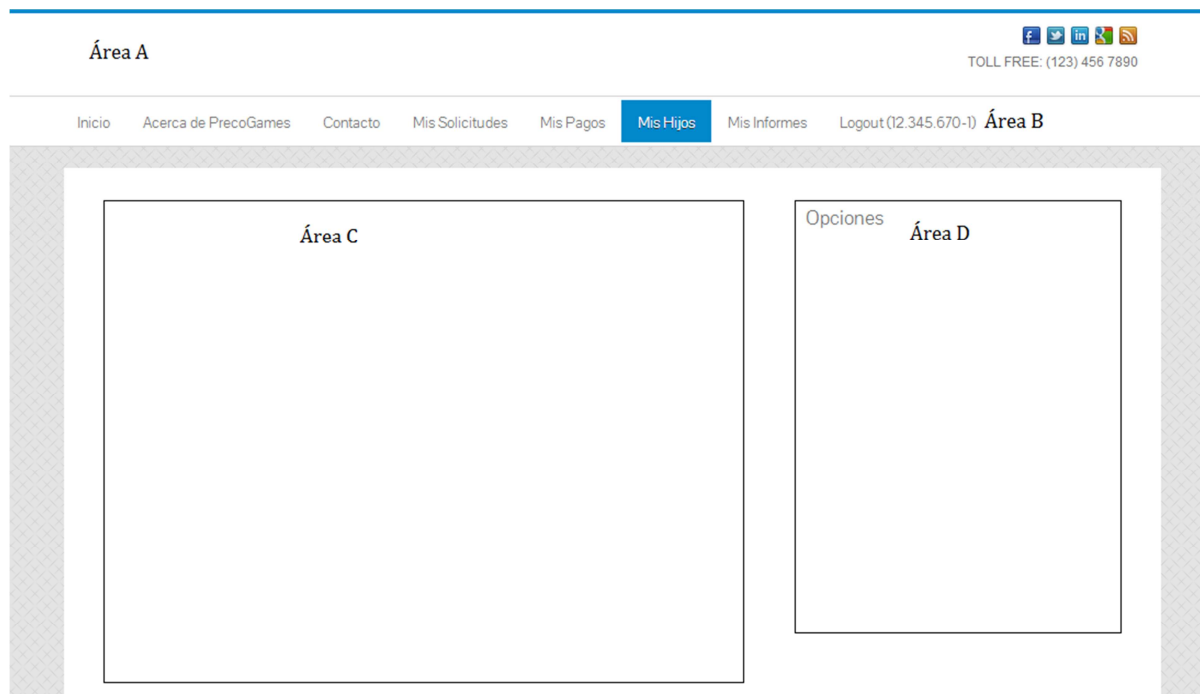 Área A
f in g
TOLL FREE: (123) 456 7890
Inicio Acerca de PrecoGames Contacto Mis Solicitudes Mis Pagos Mis Hijos Mis Informes Logout (12.345.670-1) Área B
Área C
Opciones
Área D